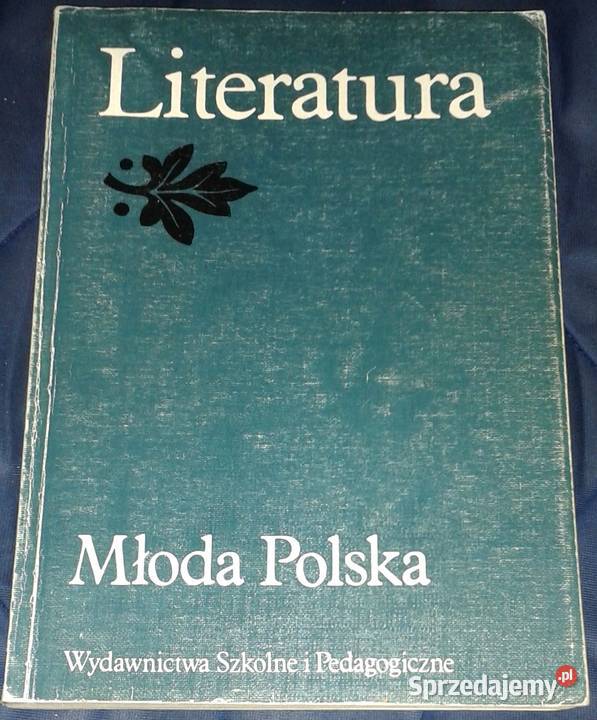 Literatura
Młoda Polska
Wydawnictwa Szkolne i Pedagogiczne
Sprzedajemy.pl